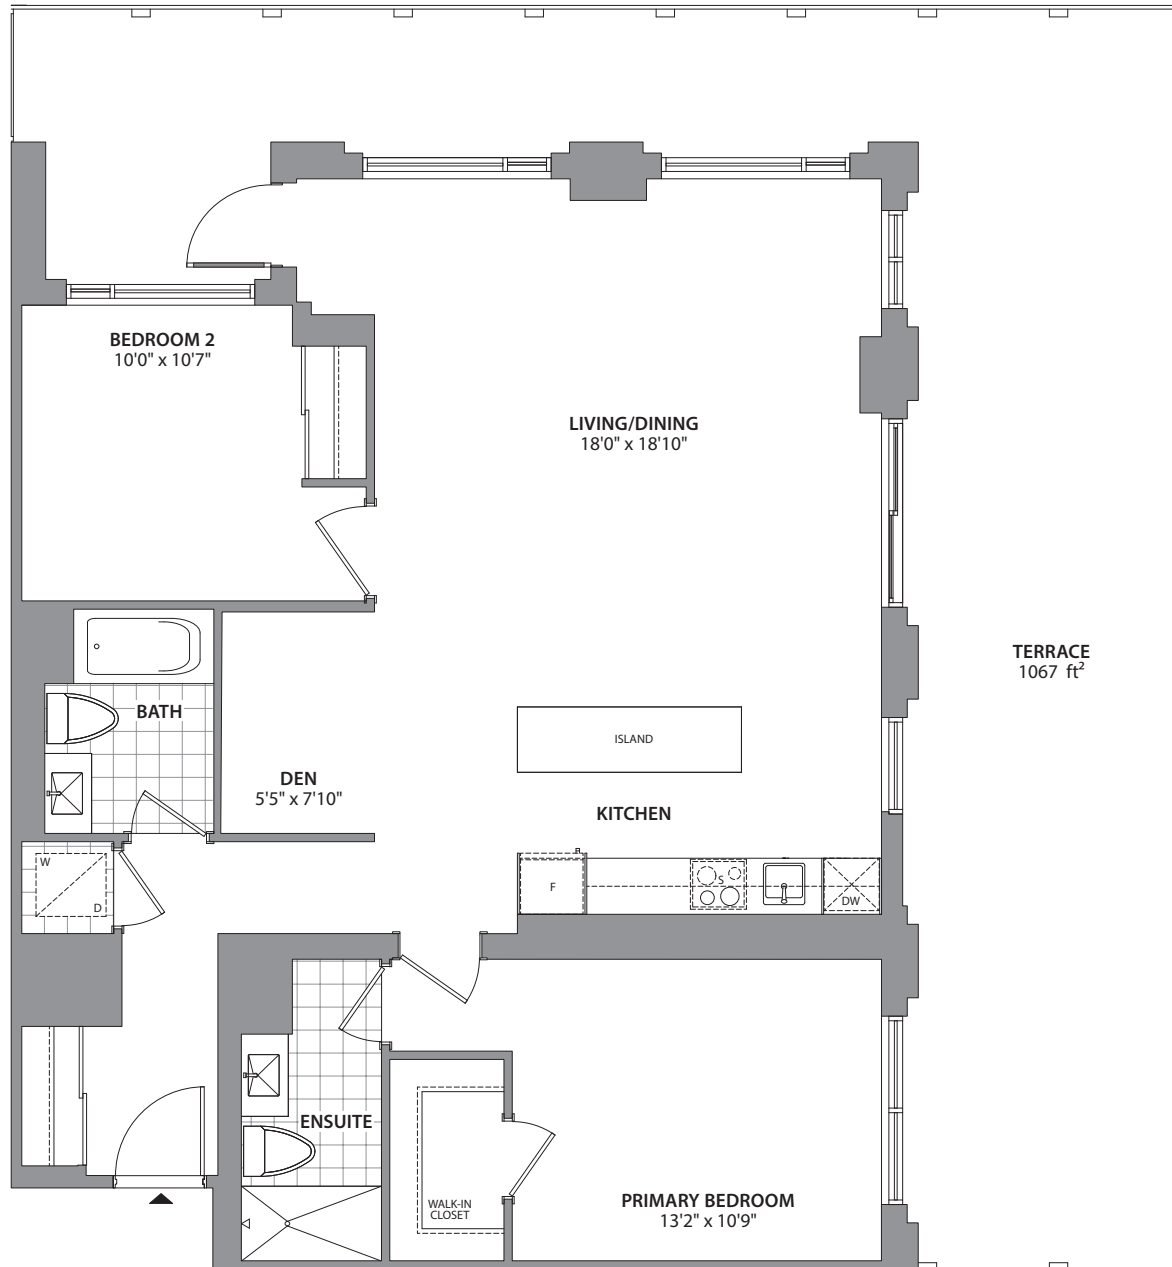 BEDROOM 2
10'0" x 10'7"
LIVING/DINING
18'0" x 18'10"
TERRACE
1067 ft²
BATH
ISLAND
DEN
5'5" x 7'10"
KITCHEN
W
D
F
S
DW
ENSUITE
WALK-IN
CLOSET
PRIMARY BEDROOM
13'2" x 10'9"